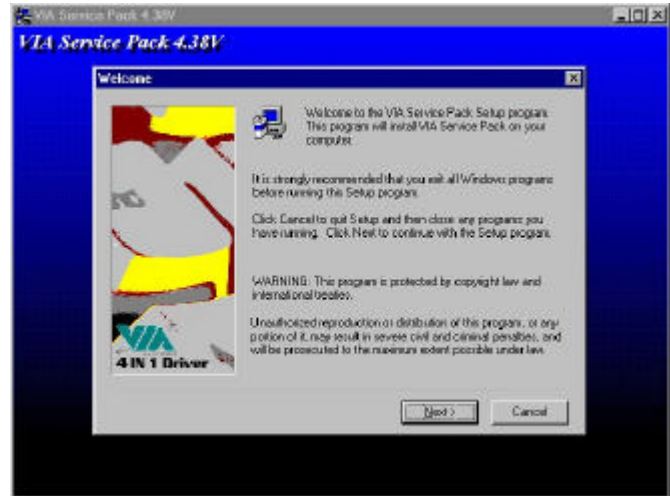 VIA Service Pack 4.38V
VIA Service Pack 4.38V
Welcome
Welcome to the VIA Service Pack Setup program.
This program will install VIA Service Pack on your
computer.
It is strongly recommended that you exit all Windows programs
before running this Setup program.
Click Cancel to quit Setup and then close any programs you
have running. Click Next to continue with the Setup program.
WARNING: This program is protected by copyright law and
international treaties.
Unauthorized reproduction or distribution of this program, or any
portion of it, may result in severe civil and criminal penalties, and
will be prosecuted to the maximum extent possible under law.
VIA
4 IN 1 Driver
Next >
Cancel